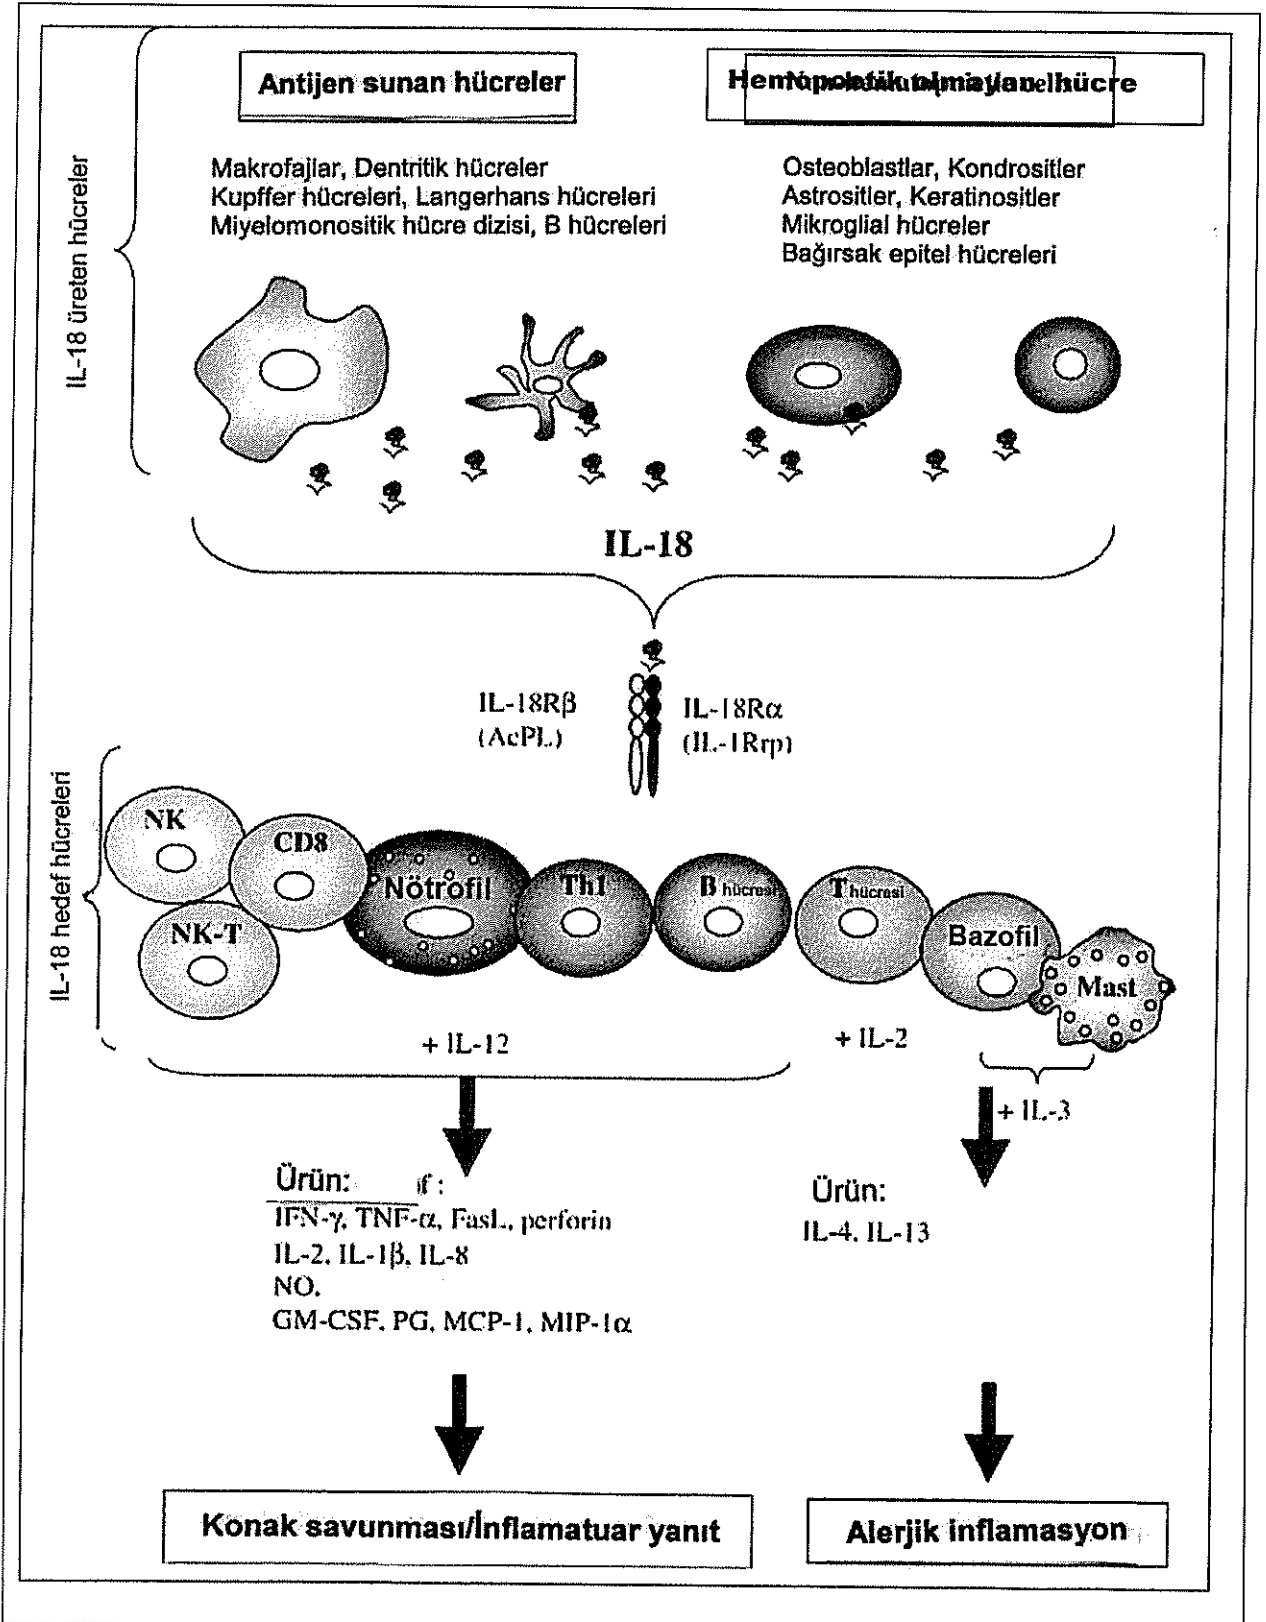 Antijen sunan hücreler
Hemopoetik olmayan hücre
IL-18 üreten hücreler
Makrofajlar, Dentritik hücreler
Kupffer hücreleri, Langerhans hücreleri
Miyelomonositik hücre dizisi, B hücreleri
Osteoblastlar, Kondrositler
Astrositler, Keratinositler
Mikroglial hücreler
Bağırsak epitel hücreleri
IL-18
IL-18Rβ
(AcPL)
IL-18Rα
(IL-1Rrp)
IL-18 hedef hücreleri
NK
CD8
NK-T
Nötrofil
Th1
B hücresi
T hücresi
Bazofil
Mast
+ IL-12
+ IL-2
+ IL-3
Ürün:
IFN-γ, TNF-α, FasL, perforin
IL-2, IL-1β, IL-8
NO,
GM-CSF, PG, MCP-1, MIP-1α
Ürün:
IL-4, IL-13
Konak savunması/İnflamatuar yanıt
Alerjik inflamasyon